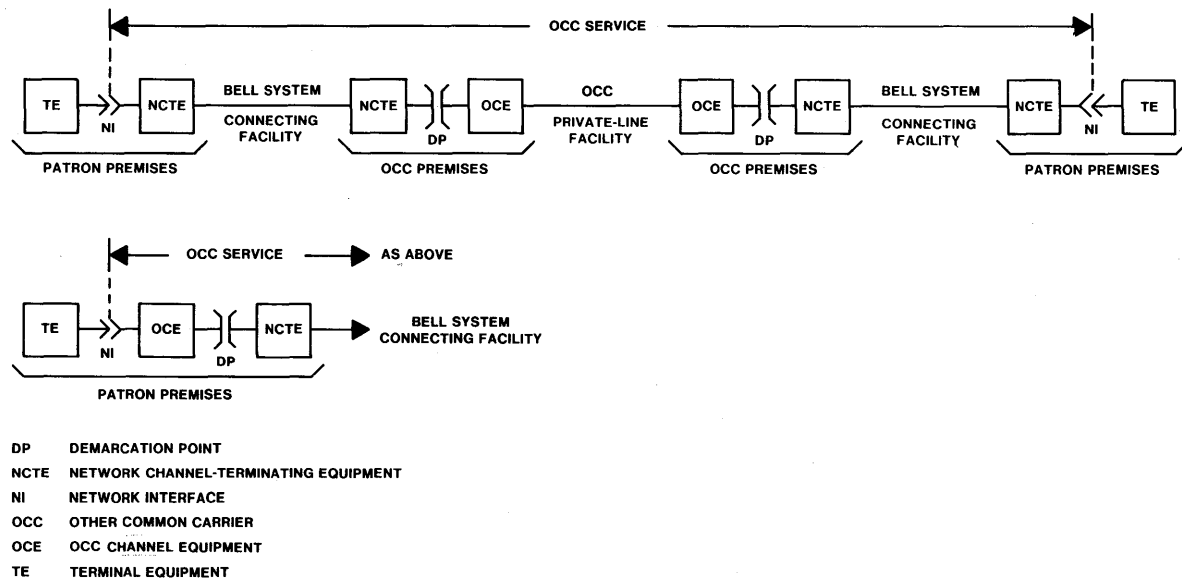 OCC SERVICE
TE NI NCTE BELL SYSTEM CONNECTING FACILITY NCTE DP OCE OCC PRIVATE-LINE FACILITY OCE DP NCTE BELL SYSTEM CONNECTING FACILITY NCTE NI TE
PATRON PREMISES OCC PREMISES OCC PREMISES PATRON PREMISES
OCC SERVICE AS ABOVE
TE NI OCE DP NCTE BELL SYSTEM CONNECTING FACILITY
PATRON PREMISES
DP DEMARCATION POINT
NCTE NETWORK CHANNEL-TERMINATING EQUIPMENT
NI NETWORK INTERFACE
OCC OTHER COMMON CARRIER
OCE OCC CHANNEL EQUIPMENT
TE TERMINAL EQUIPMENT